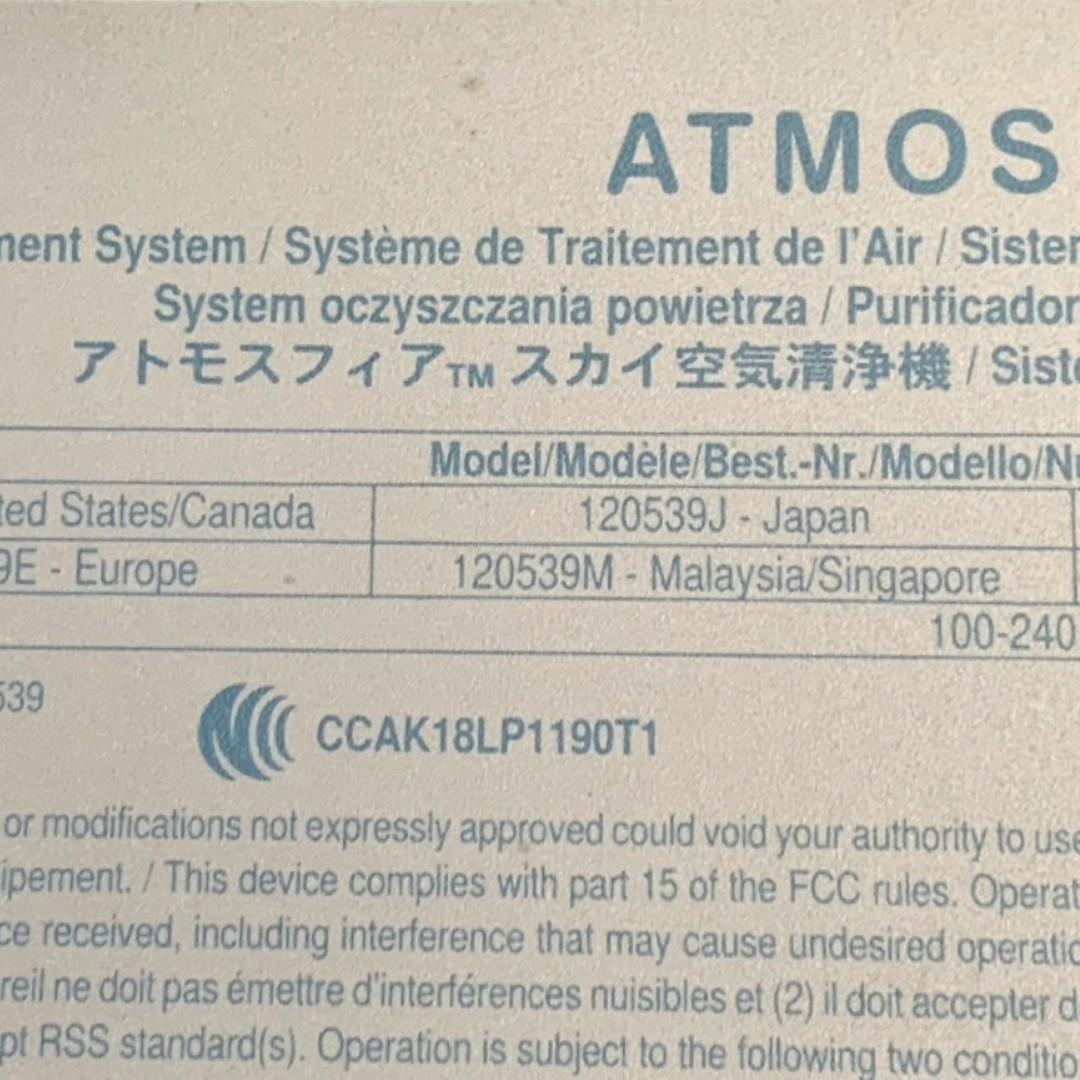 ATMOS
ment System / Système de Traitement de l'Air / Sister
System oczyszczania powietrza / Purificador
アトモスフィア™ スカイ空気清浄機 / Siste
Model/Modèle/Best.-Nr./Modello/Nu
ted States/Canada 120539J - Japan
9E - Europe 120539M - Malaysia/Singapore
100-240
539 CCAK18LP1190T1
or modifications not expressly approved could void your authority to use
ipement. / This device complies with part 15 of the FCC rules. Operat
ce received, including interference that may cause undesired operatio
reil ne doit pas émettre d'interférences nuisibles et (2) il doit accepter d
pt RSS standard(s). Operation is subject to the following two conditio